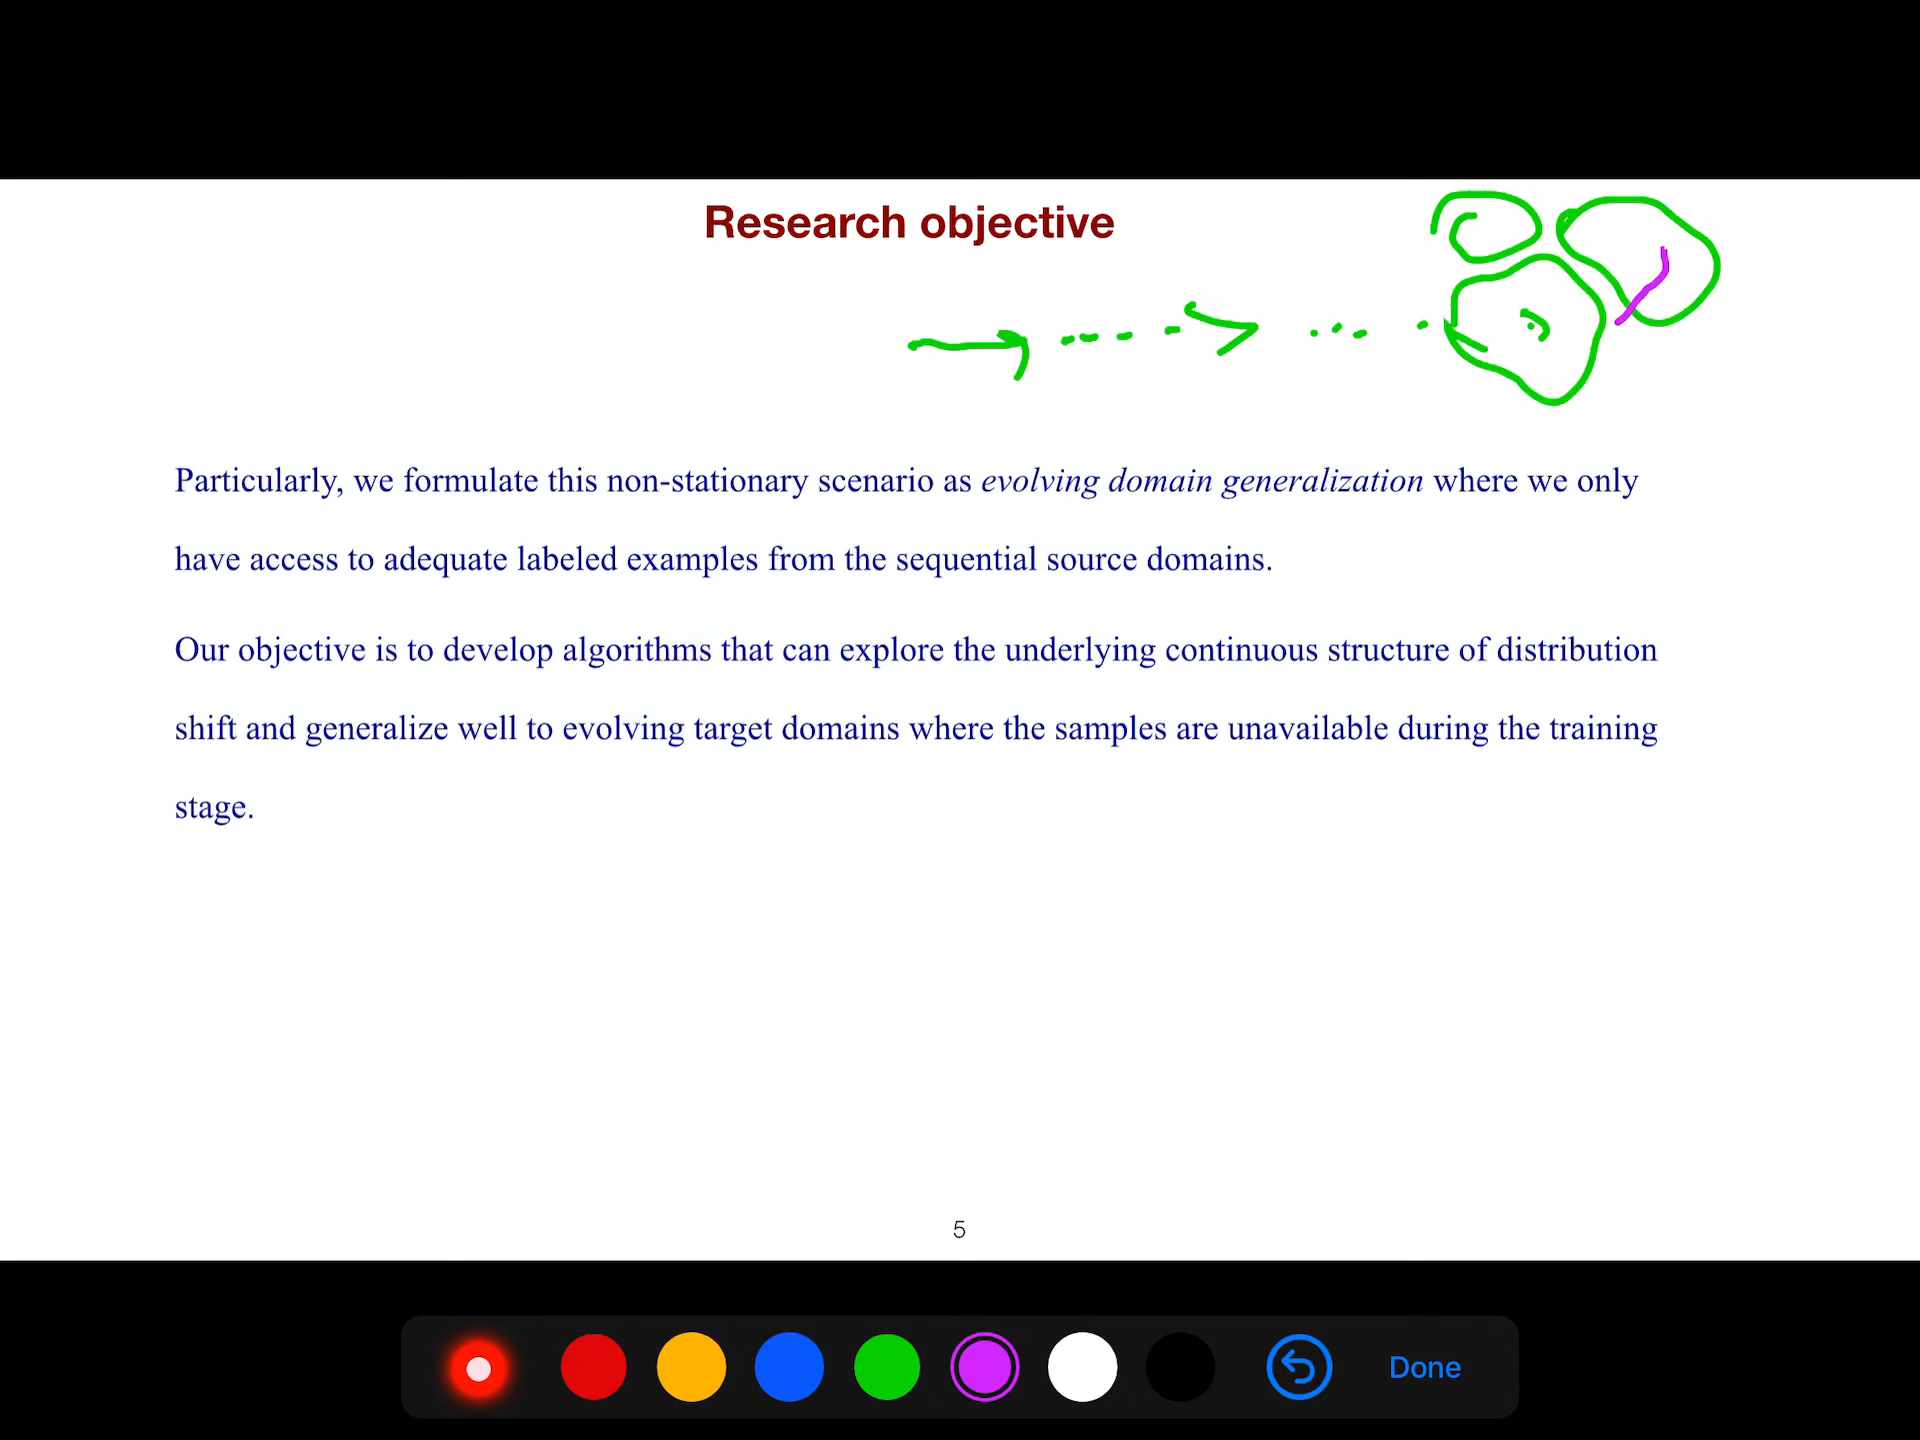 Research objective
Particularly, we formulate this non-stationary scenario as evolving domain generalization where we only
have access to adequate labeled examples from the sequential source domains.
Our objective is to develop algorithms that can explore the underlying continuous structure of distribution
shift and generalize well to evolving target domains where the samples are unavailable during the training
stage.
5
Done